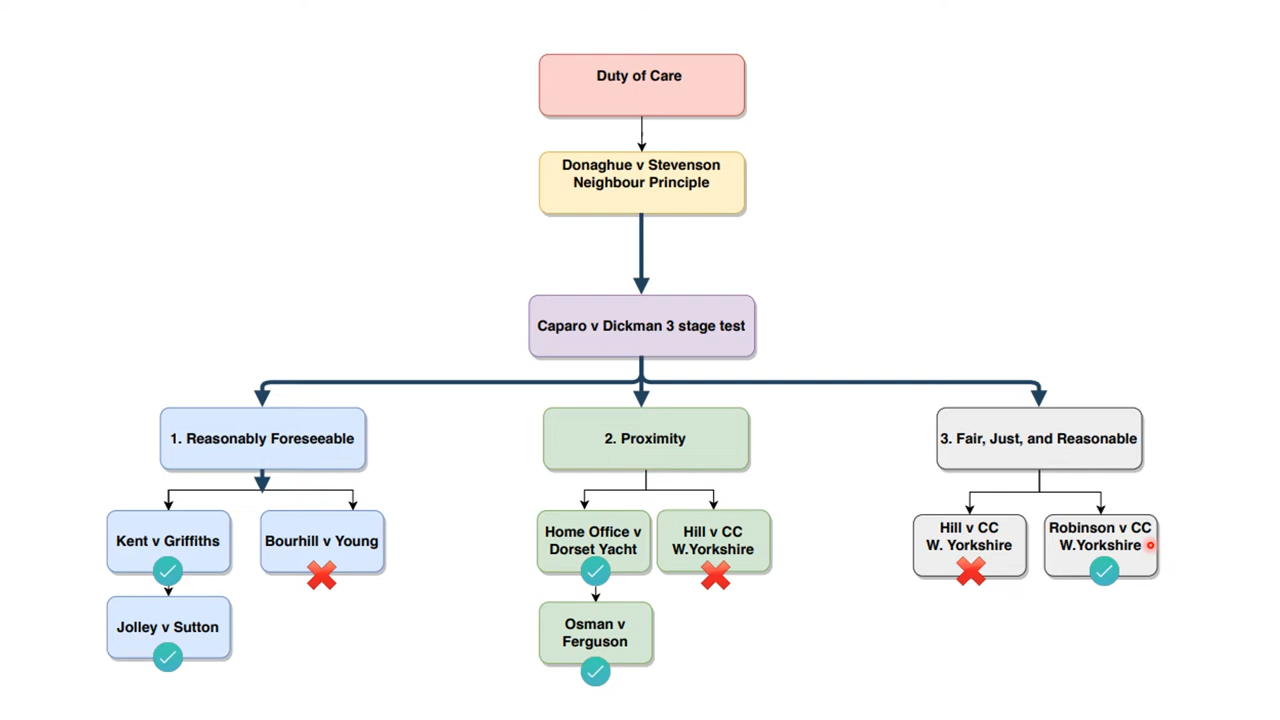 Duty of Care
Donaghue v Stevenson
Neighbour Principle
Caparo v Dickman 3 stage test
1. Reasonably Foreseeable
2. Proximity
3. Fair, Just, and Reasonable
Kent v Griffiths
Bourhill v Young
Home Office v
Dorset Yacht
Hill v CC
W.Yorkshire
Hill v CC
W. Yorkshire
Robinson v CC
W.Yorkshire
Jolley v Sutton
Osman v
Ferguson